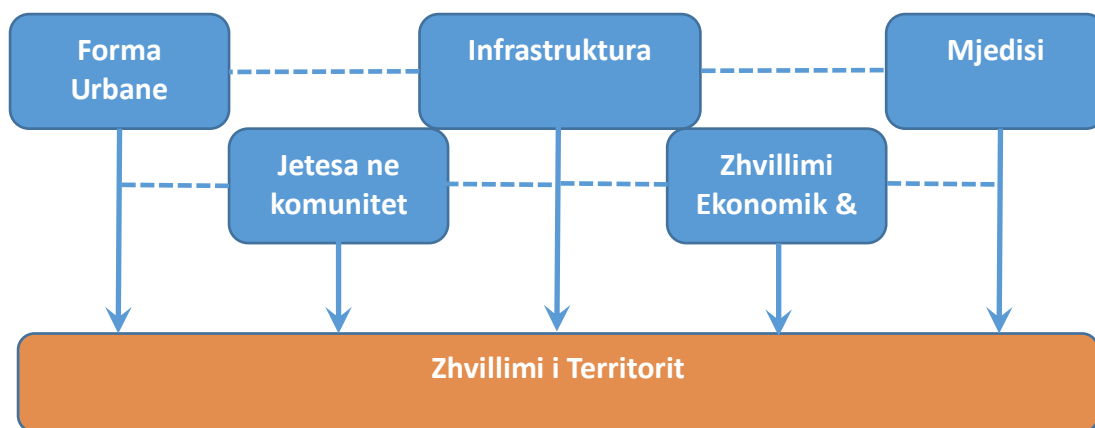 Forma
Urbane
Infrastruktura
Mjedisi
Jetesa ne
komunitet
Zhvillimi
Ekonomik &
Zhvillimi i Territorit